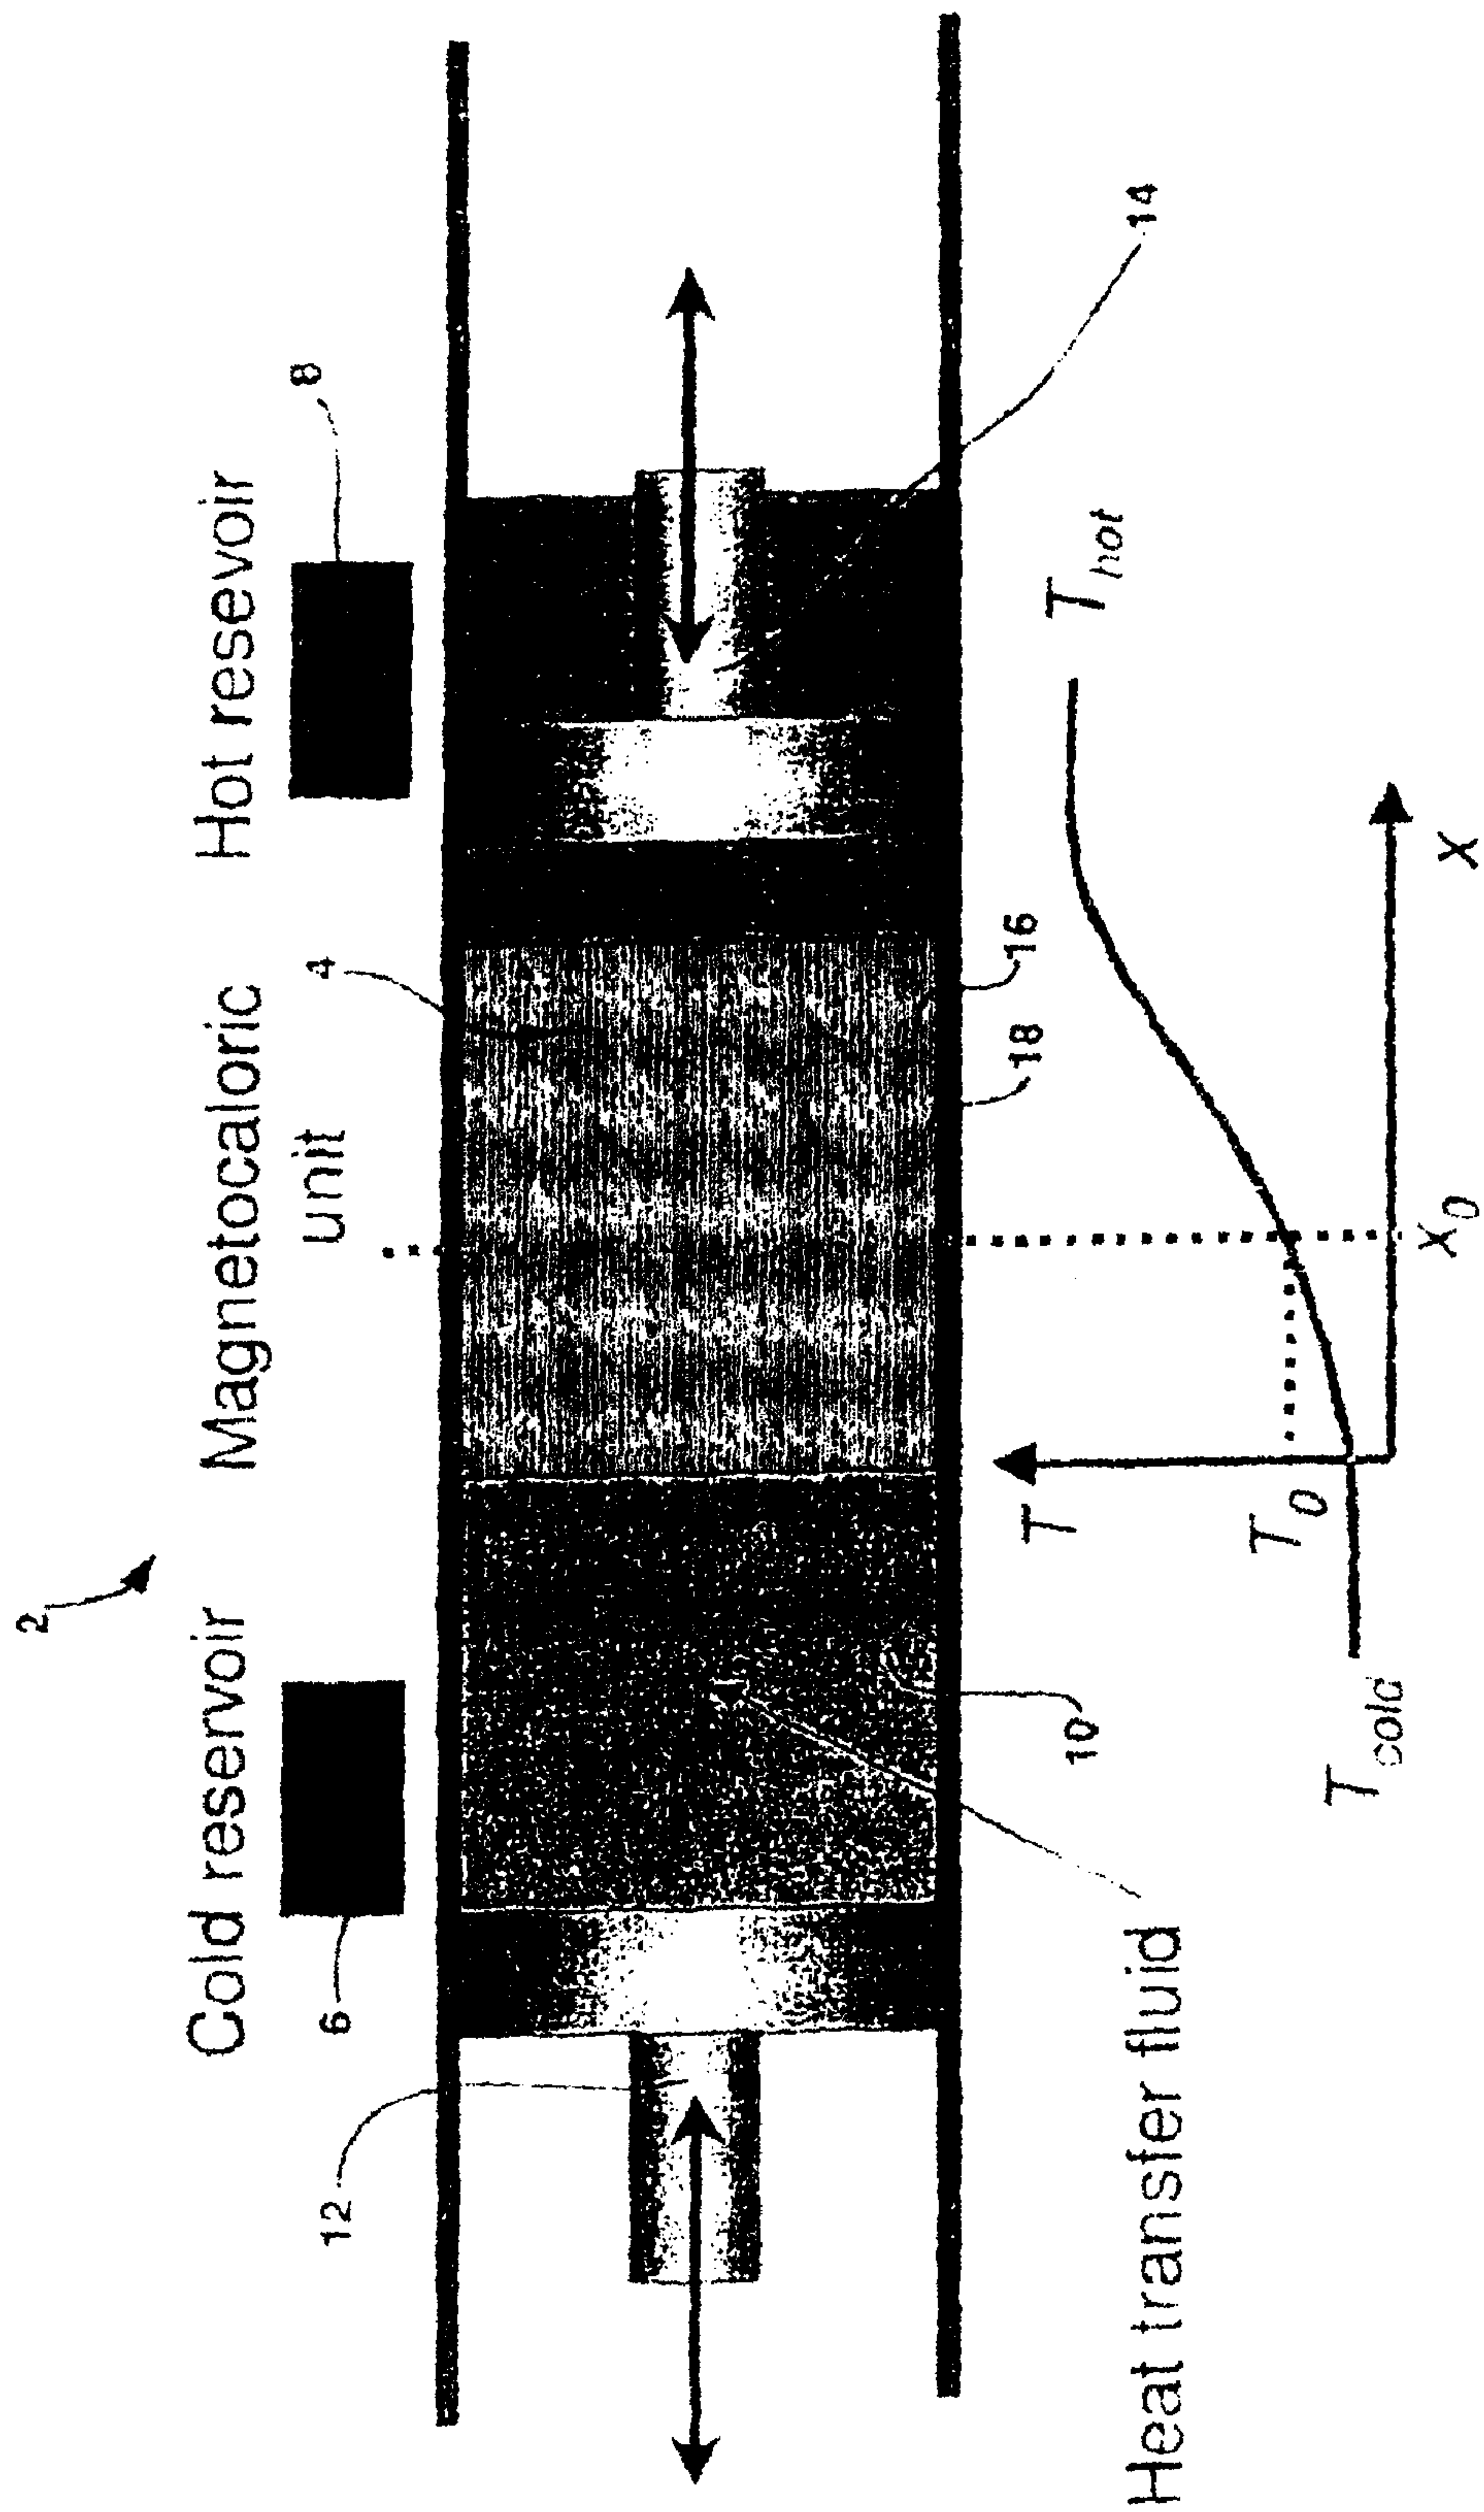 2
Cold reservoir
Magnetocaloric
unit
Hot resevoir
6
4
8
12
10
18
16
14
Heat transfer fluid
T
T0
Tcold
Thot
x0
x